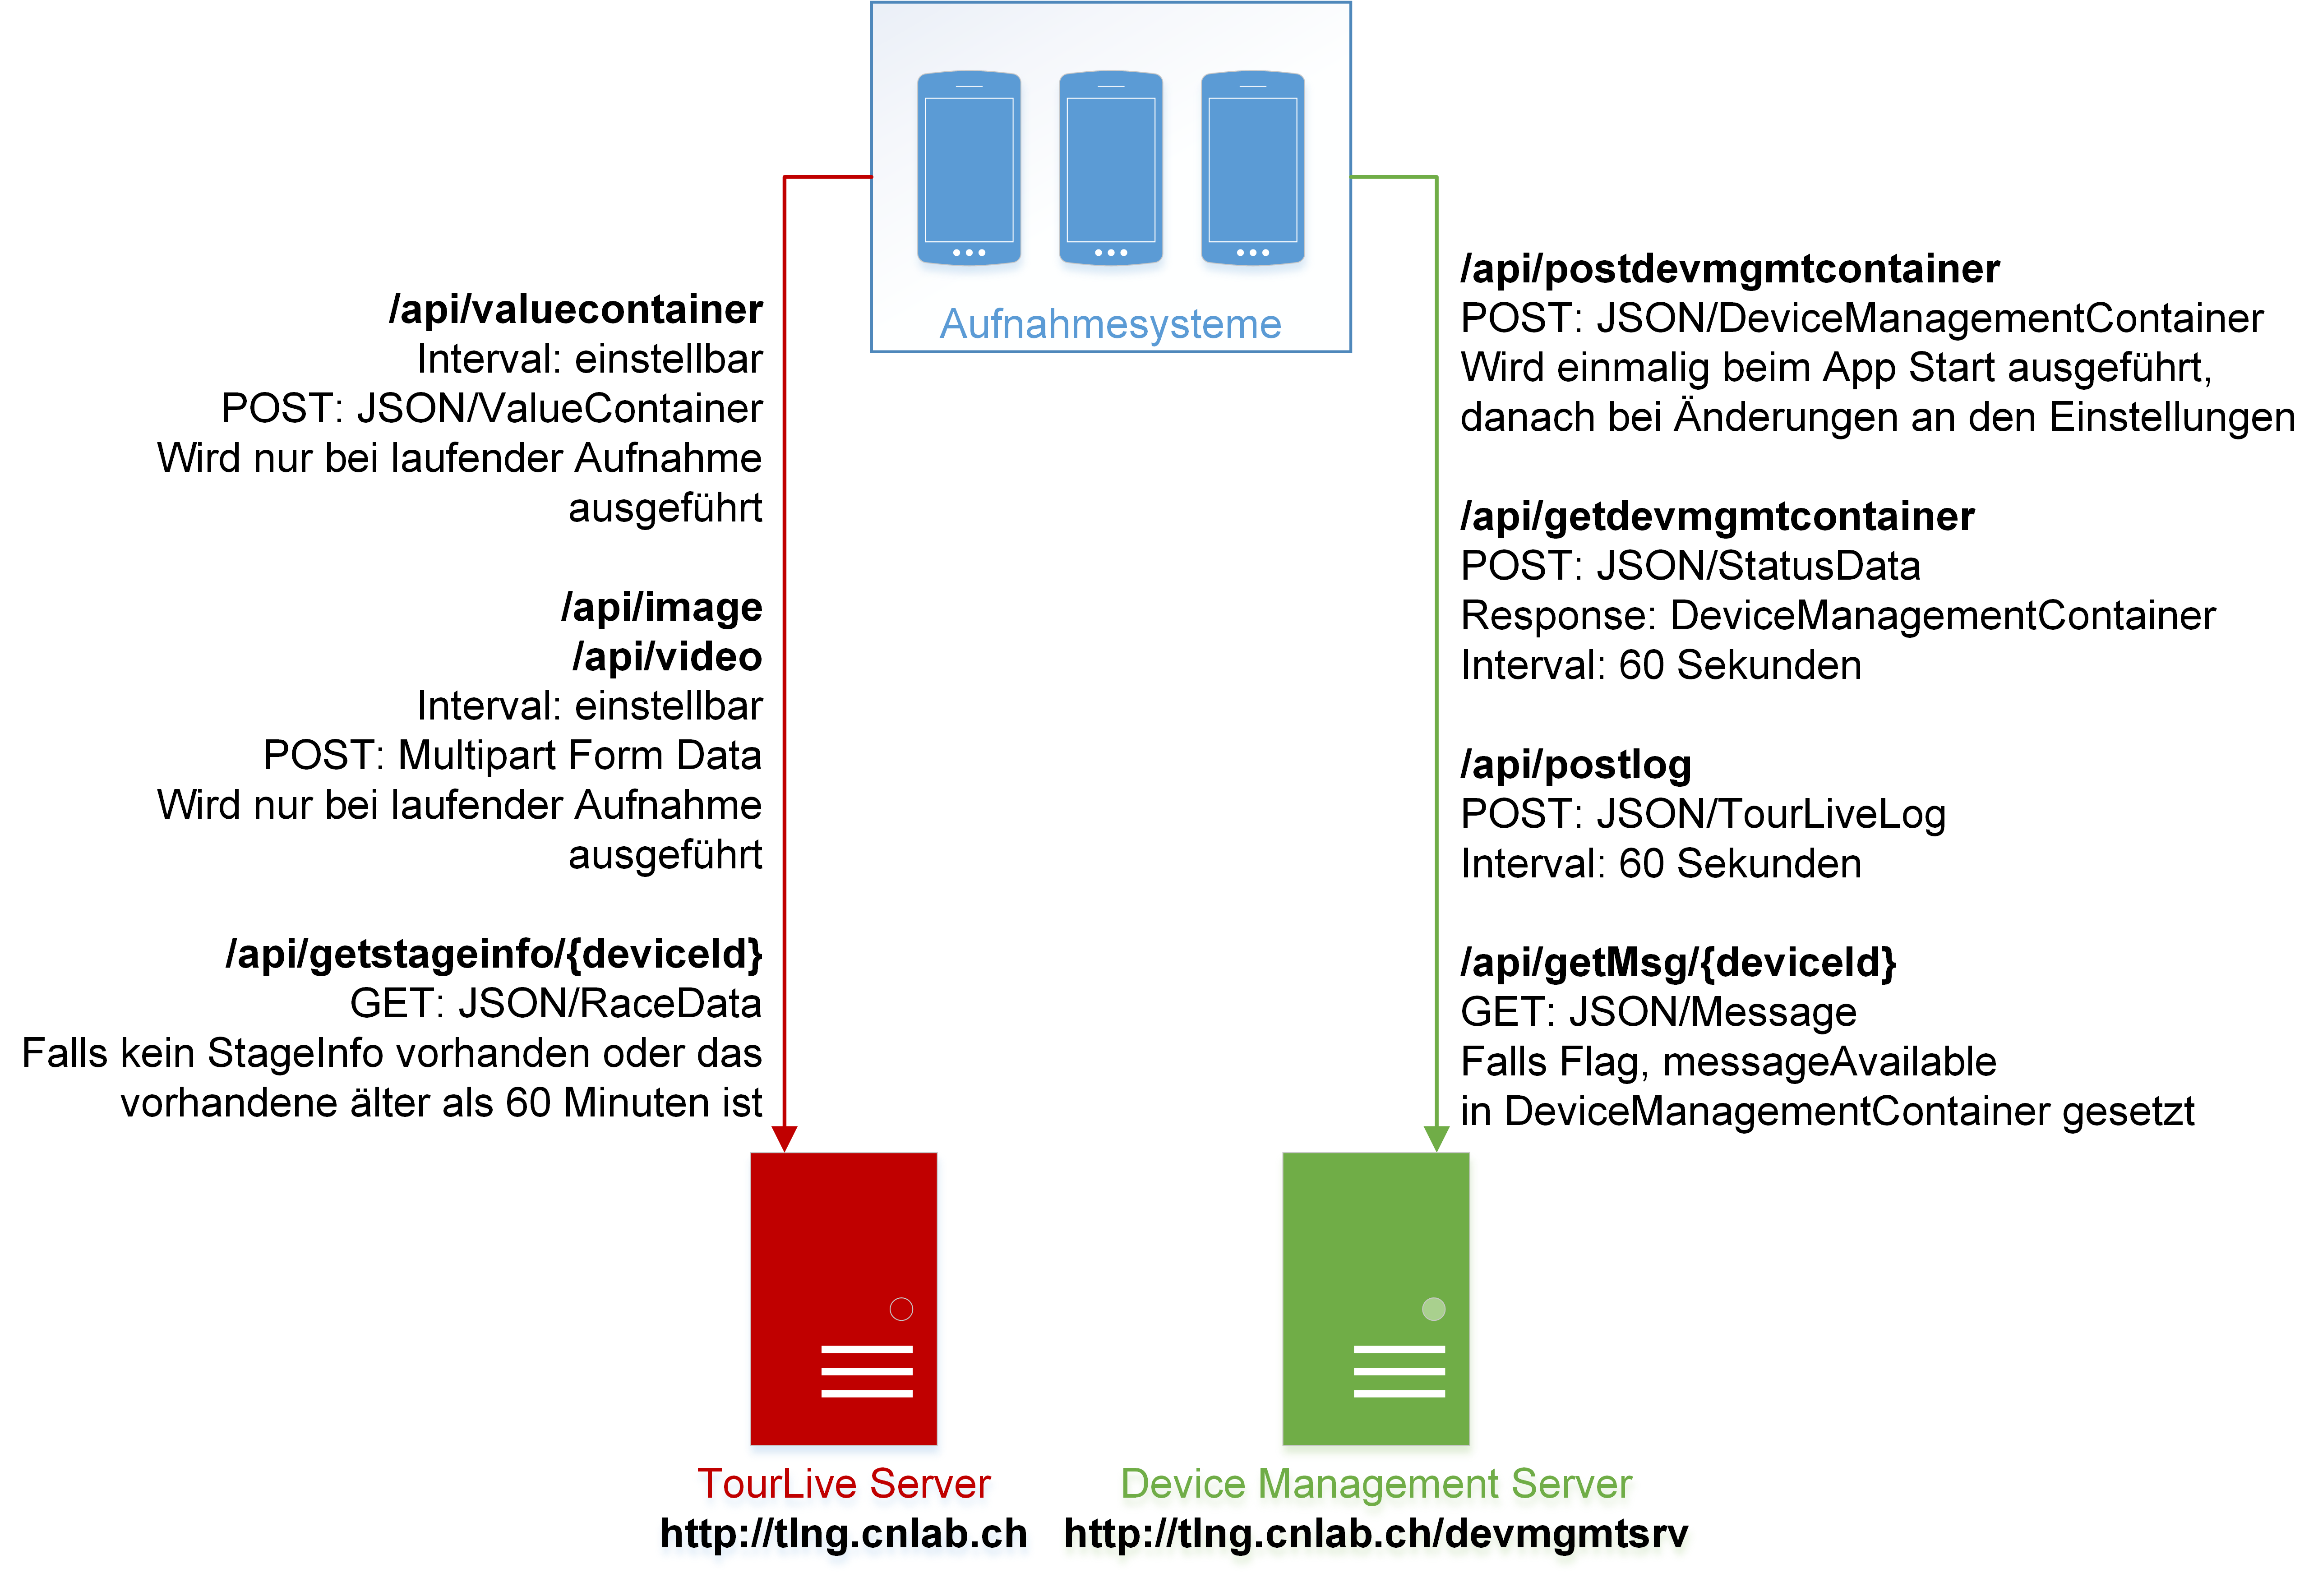 Aufnahmesysteme
/api/valuecontainer
Interval: einstellbar
POST: JSON/ValueContainer
Wird nur bei laufender Aufnahme
ausgeführt
/api/image
/api/video
Interval: einstellbar
POST: Multipart Form Data
Wird nur bei laufender Aufnahme
ausgeführt
/api/getstageinfo/{deviceId}
GET: JSON/RaceData
Falls kein StageInfo vorhanden oder das
vorhandene älter als 60 Minuten ist
/api/postdevmgmtcontainer
POST: JSON/DeviceManagementContainer
Wird einmalig beim App Start ausgeführt,
danach bei Änderungen an den Einstellungen
/api/getdevmgmtcontainer
POST: JSON/StatusData
Response: DeviceManagementContainer
Interval: 60 Sekunden
/api/postlog
POST: JSON/TourLiveLog
Interval: 60 Sekunden
/api/getMsg/{deviceId}
GET: JSON/Message
Falls Flag, messageAvailable
in DeviceManagementContainer gesetzt
TourLive Server
http://tlng.cnlab.ch
Device Management Server
http://tlng.cnlab.ch/devmgmtsrv